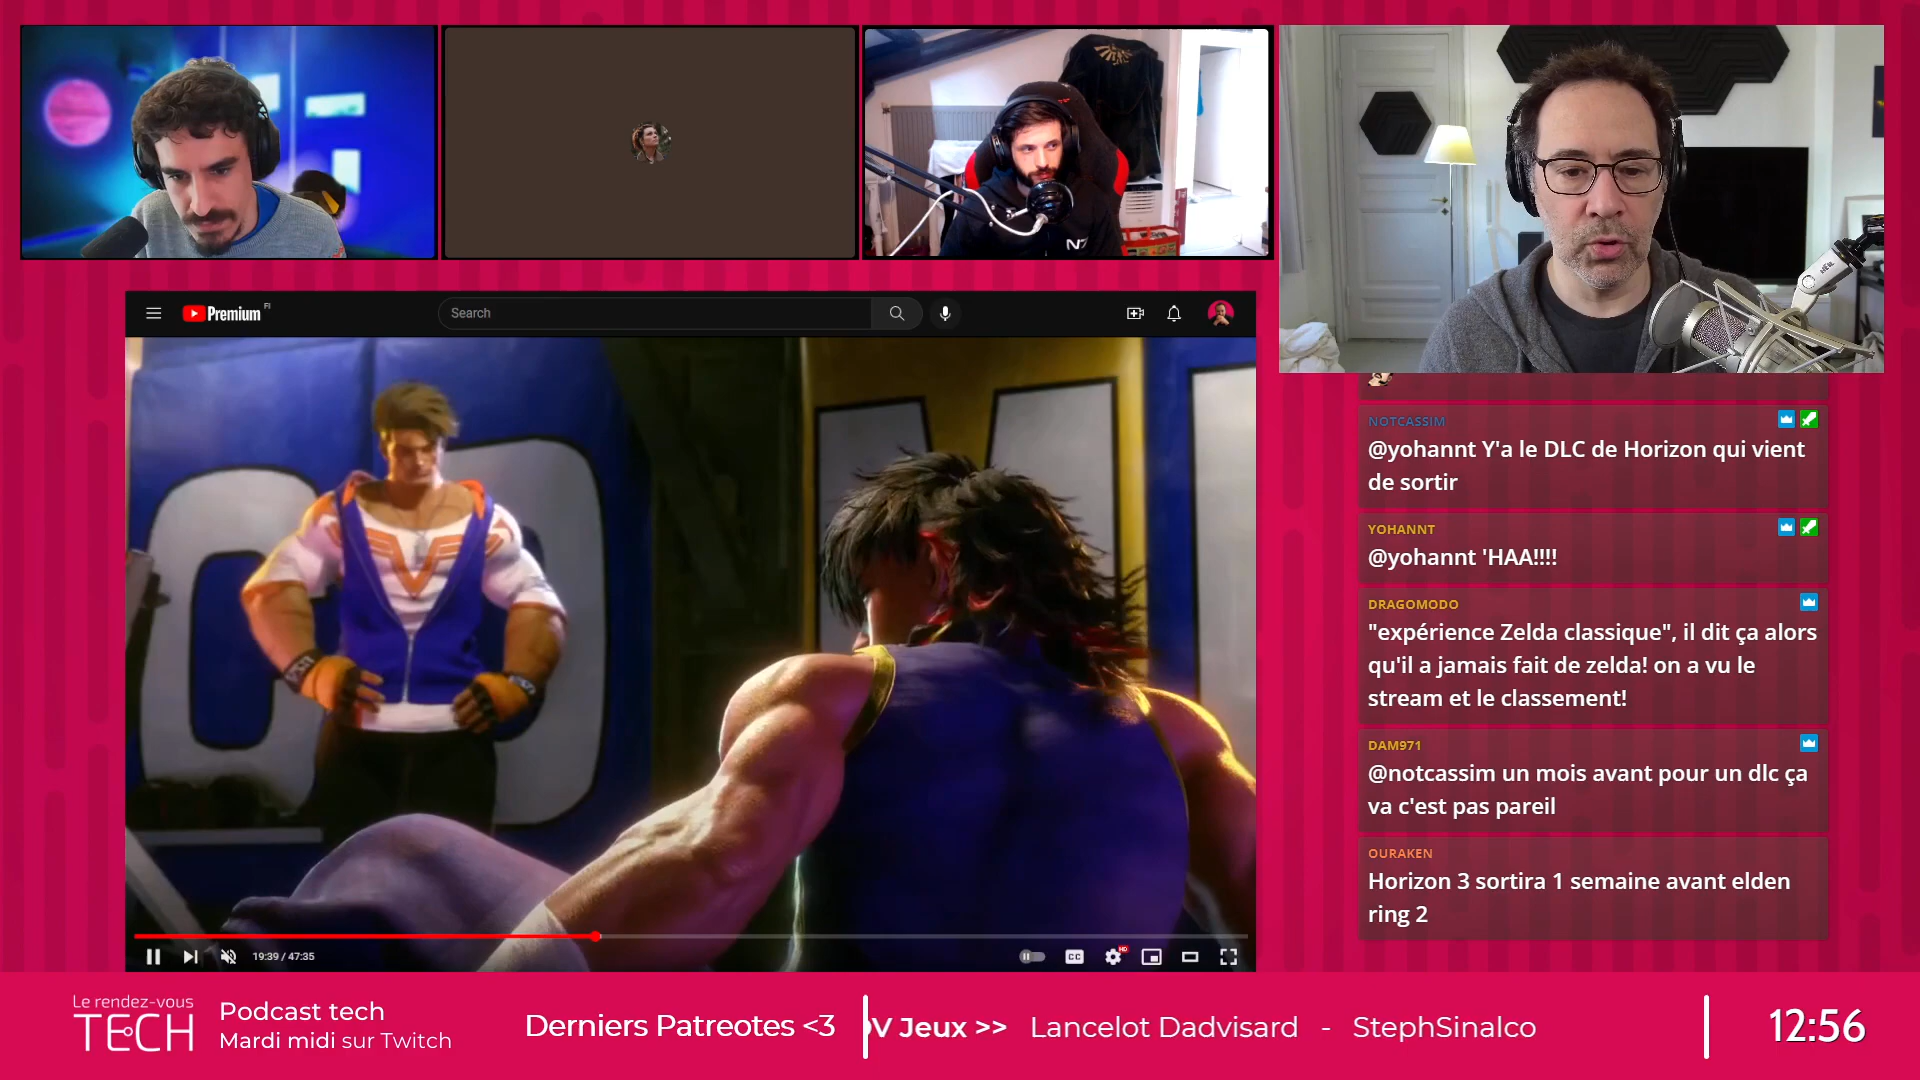 N7
Premium FI
Search
NOTCASSIM
@yohannt Y'a le DLC de Horizon qui vient
de sortir
YOHANNT
@yohannt 'HAA!!!!
DRAGOMODO
"expérience Zelda classique", il dit ça alors
qu'il a jamais fait de zelda! on a vu le
stream et le classement!
DAM971
@notcassim un mois avant pour un dlc ça
va c'est pas pareil
OURAKEN
Horizon 3 sortira 1 semaine avant elden
ring 2
19:39 / 47:35
CC
HD
Le rendez-vous
TECH
Podcast tech
Mardi midi sur Twitch
Derniers Patreotes <3
V Jeux >> Lancelot Dadvisard - StephSinalco
12:56